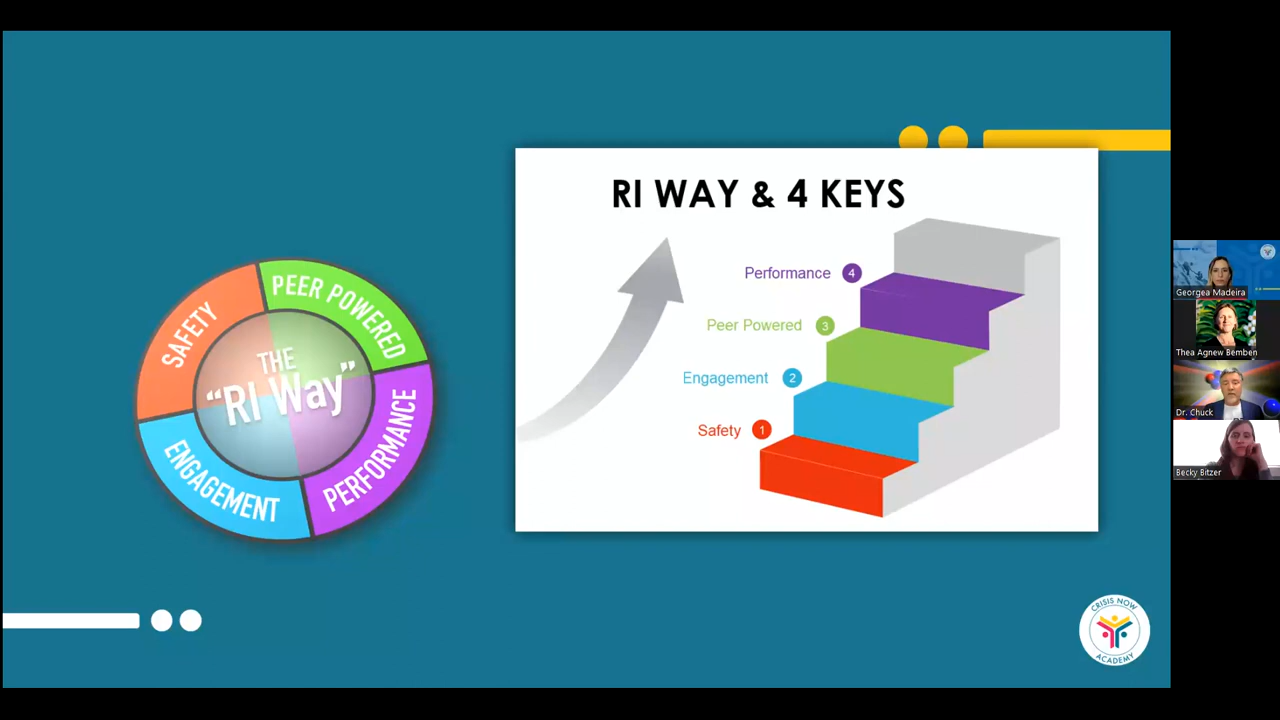 RI WAY & 4 KEYS
Performance 4
Peer Powered 3
Engagement 2
Safety 1
SAFETY
PEER POWERED
THE
“RI Way”
ENGAGEMENT
PERFORMANCE
CRISIS NOW
ACADEMY
Georgea Madeira
Thea Agnew Bemben
Dr. Chuck
Becky Bitzer